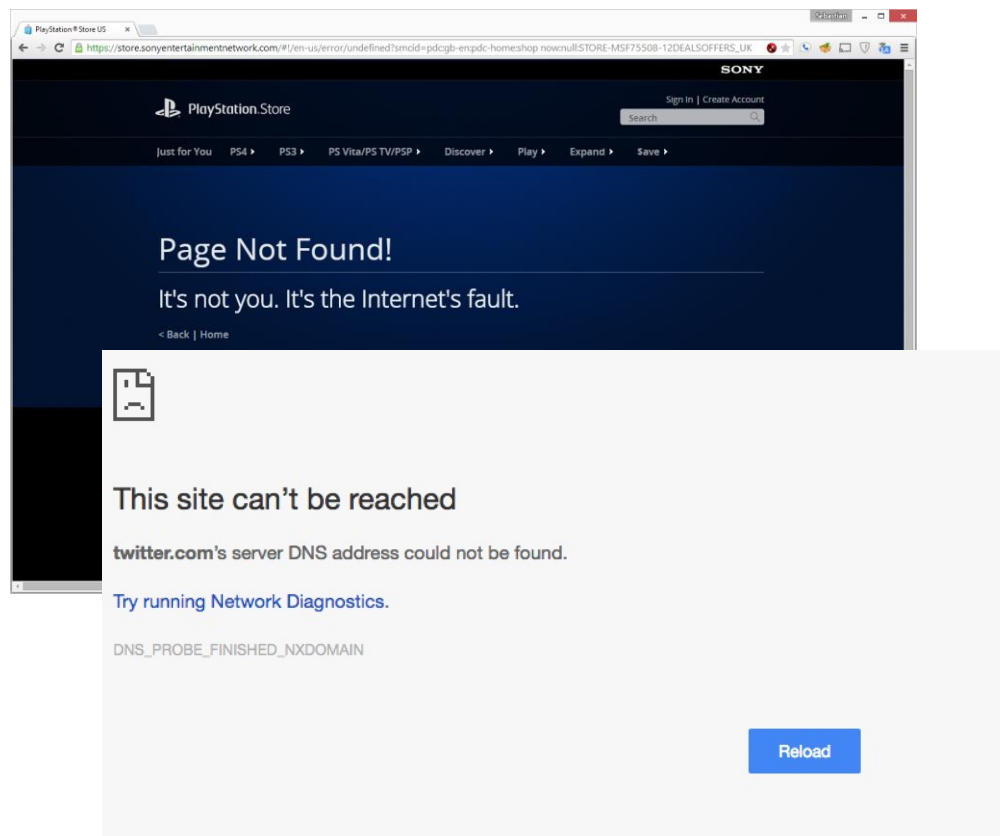 Sebastian
PlayStation®Store US
https://store.sonyentertainmentnetwork.com/#!/en-us/error/undefined?smcid=pdcgb-en:pdc-home:shop now:null:STORE-MSF75508-12DEALSOFFERS_UK
SONY
PlayStation.Store
Sign In | Create Account
Search
Just for You PS4 PS3 PS Vita/PS TV/PSP Discover Play Expand Save
Page Not Found!
It's not you. It's the Internet's fault.
< Back | Home
This site can’t be reached
twitter.com’s server DNS address could not be found.
Try running Network Diagnostics.
DNS_PROBE_FINISHED_NXDOMAIN
Reload